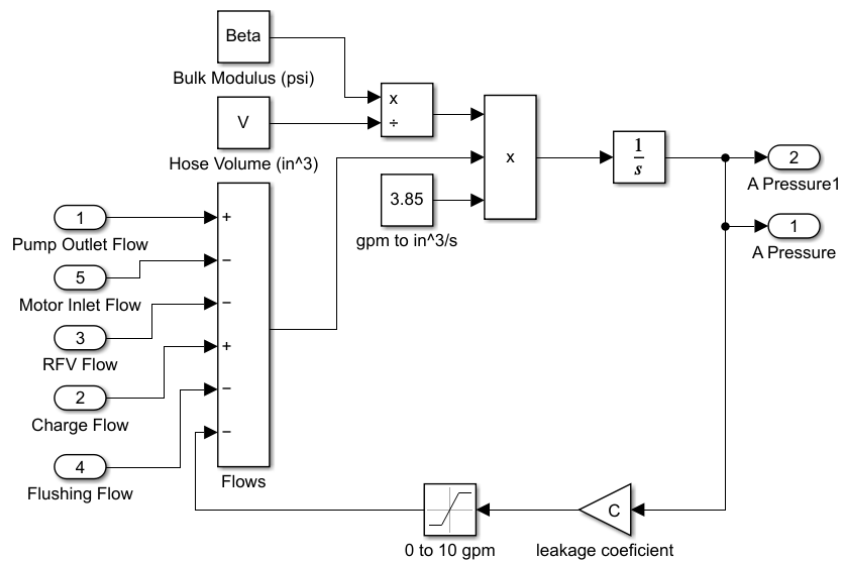 Beta
Bulk Modulus (psi)
V
Hose Volume (in^3)
x
÷
3.85
gpm to in^3/s
x
1
s
2
A Pressure1
1
A Pressure
1
Pump Outlet Flow
5
Motor Inlet Flow
3
RFV Flow
2
Charge Flow
4
Flushing Flow
+
−
−
+
−
−
Flows
0 to 10 gpm
C
leakage coeficient